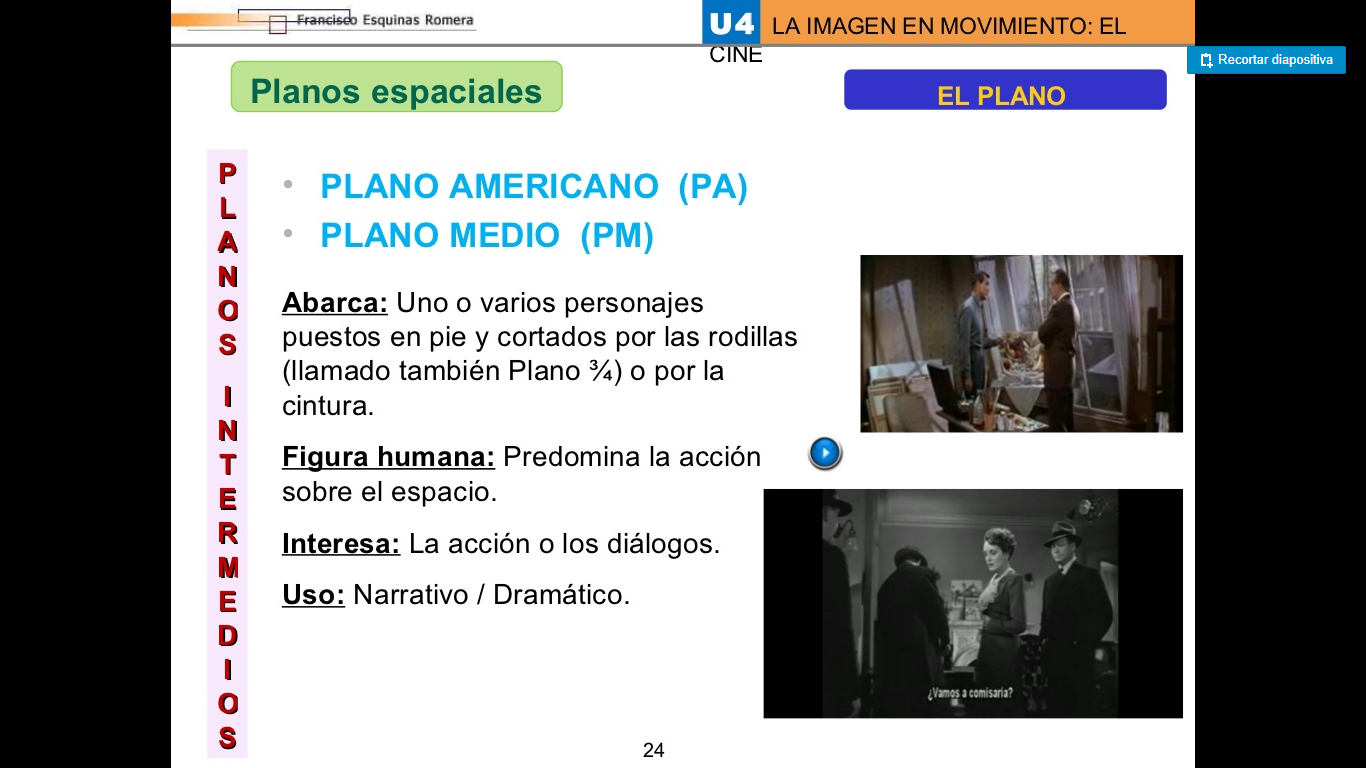 Francisco Esquinas Romera
U4 LA IMAGEN EN MOVIMIENTO: EL
CINE
Recortar diapositiva
Planos espaciales
EL PLANO
PLANOS INTERMEDIOS
• PLANO AMERICANO (PA)
• PLANO MEDIO (PM)
Abarca: Uno o varios personajes
puestos en pie y cortados por las rodillas
(llamado también Plano ¾) o por la
cintura.
Figura humana: Predomina la acción
sobre el espacio.
Interesa: La acción o los diálogos.
Uso: Narrativo / Dramático.
¿Vamos a comisaria?
24